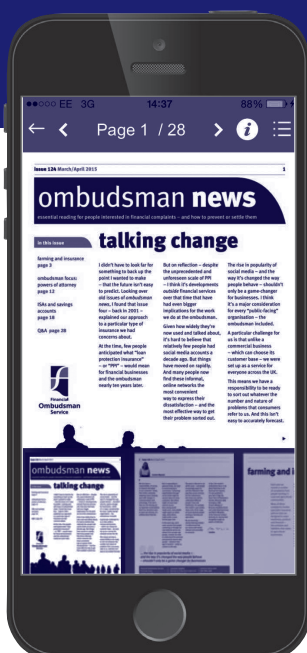 EE 3G 14:37 88%
Page 1 / 28
Issue 124 March/April 2015 1
ombudsman news
essential reading for people interested in financial complaints – and how to prevent or settle them
in this issue
farming and insurance
page 3
ombudsman focus:
powers of attorney
page 12
ISAs and savings
accounts
page 18
Q&A page 28
Financial
Ombudsman
Service
talking change
I didn't have to look far for
something to back up the
point I wanted to make
– that the future isn't easy
to predict. Looking over
old issues of ombudsman
news, I found that issue
four – back in 2001 –
explained our approach
to a particular type of
insurance we had
concerns about.
At the time, few people
anticipated what "loan
protection insurance"
– or "PPI" – would mean
for financial businesses
and the ombudsman
nearly ten years later.
But on reflection – despite
the unprecedented and
unforeseen scale of PPI
– I think it's developments
outside financial services
over that time that have
had even bigger
implications for the work
we do at the ombudsman.
Given how widely they're
now used and talked about,
it's hard to believe that
relatively few people had
social media accounts a
decade ago. But things
have moved on rapidly.
And many people now
find these informal,
online networks the
most convenient
way to express their
dissatisfaction – and the
most effective way to get
their problem sorted out.
The rise in popularity of
social media – and the
way it's changed the way
people behave – shouldn't
only be a game-changer
for businesses. I think
it's a major consideration
for every "public-facing"
organisation – the
ombudsman included.
A particular challenge for
us is that unlike a
commercial business
– which can choose its
customer base – we were
set up as a service for
everyone across the UK.
This means we have a
responsibility to be ready
to sort out whatever the
number and nature of
problems that consumers
refer to us. And this isn't
easy to accurately forecast.
ombudsman news
talking change
farming and i